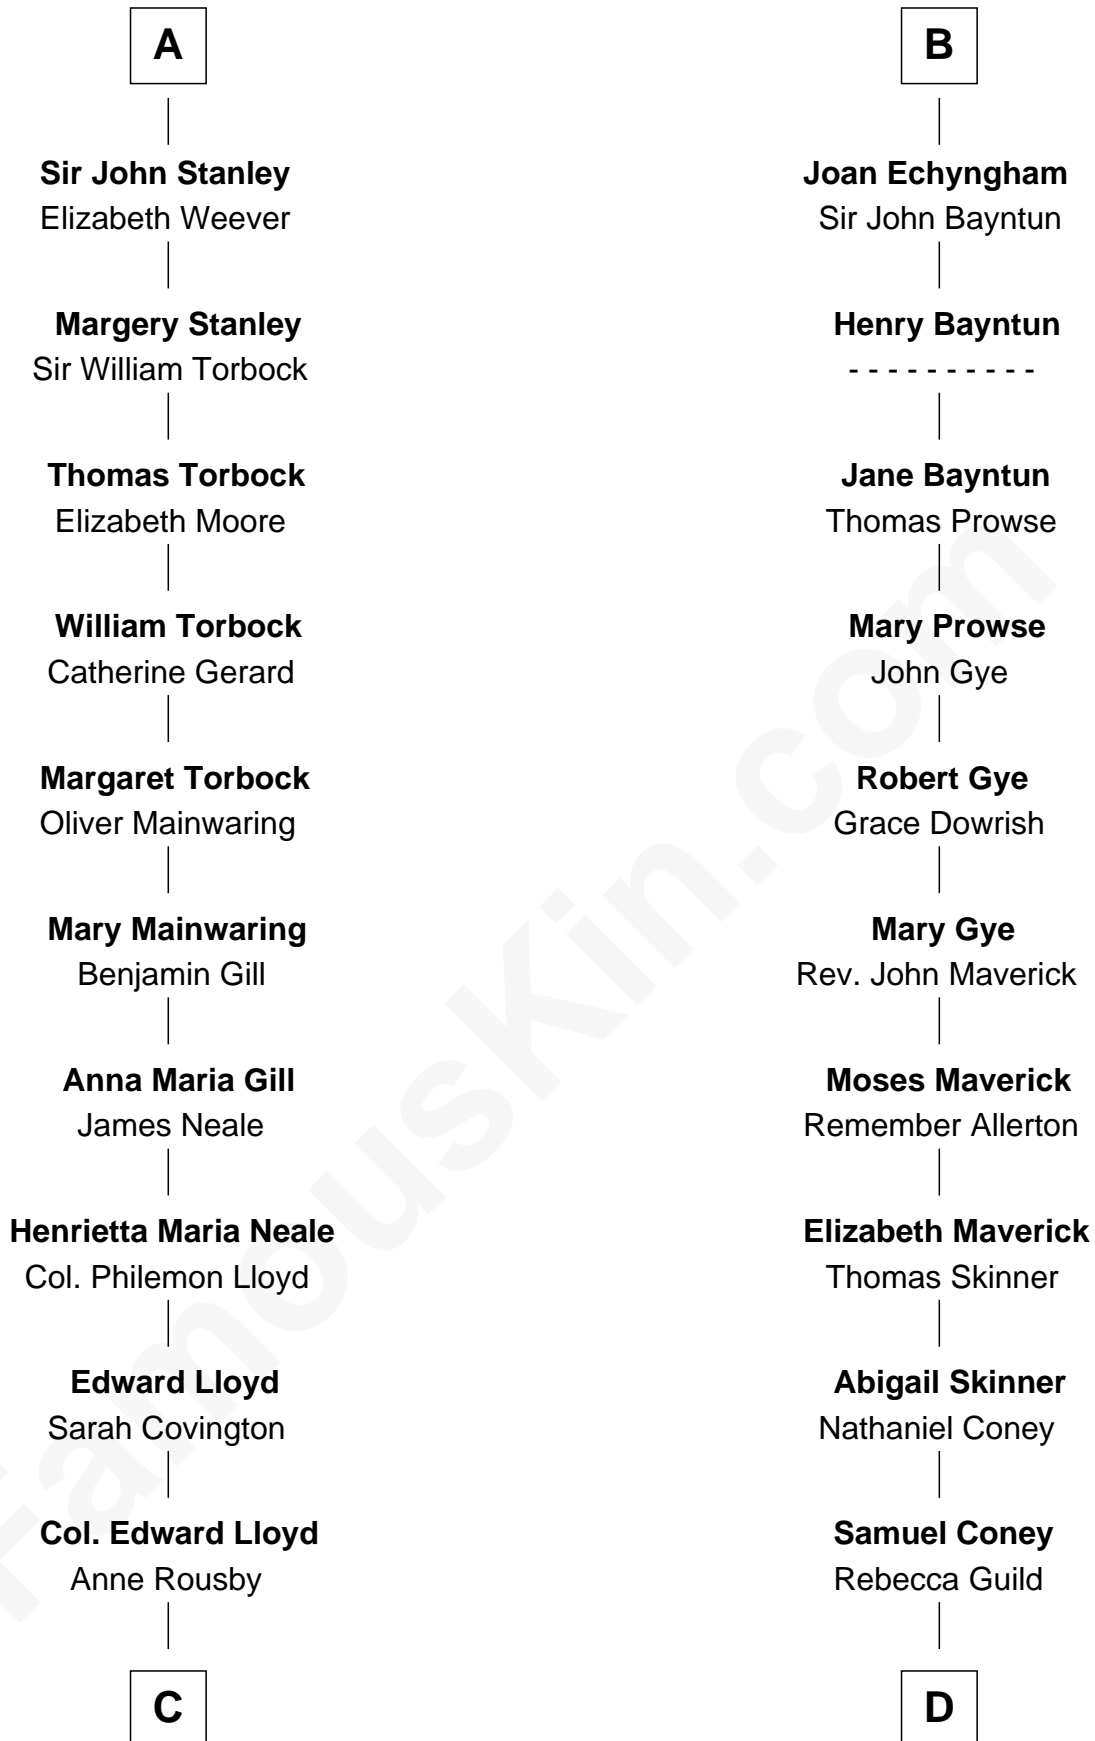 A
Sir John Stanley
Elizabeth Weever
Margery Stanley
Sir William Torbock
Thomas Torbock
Elizabeth Moore
William Torbock
Catherine Gerard
Margaret Torbock
Oliver Mainwaring
Mary Mainwaring
Benjamin Gill
Anna Maria Gill
James Neale
Henrietta Maria Neale
Col. Philemon Lloyd
Edward Lloyd
Sarah Covington
Col. Edward Lloyd
Anne Rousby
C
B
Joan Echyngham
Sir John Bayntun
Henry Bayntun
- - - - - - - - - -
Jane Bayntun
Thomas Prowse
Mary Prowse
John Gye
Robert Gye
Grace Dowrish
Mary Gye
Rev. John Maverick
Moses Maverick
Remember Allerton
Elizabeth Maverick
Thomas Skinner
Abigail Skinner
Nathaniel Coney
Samuel Coney
Rebecca Guild
D
FamousKin.com